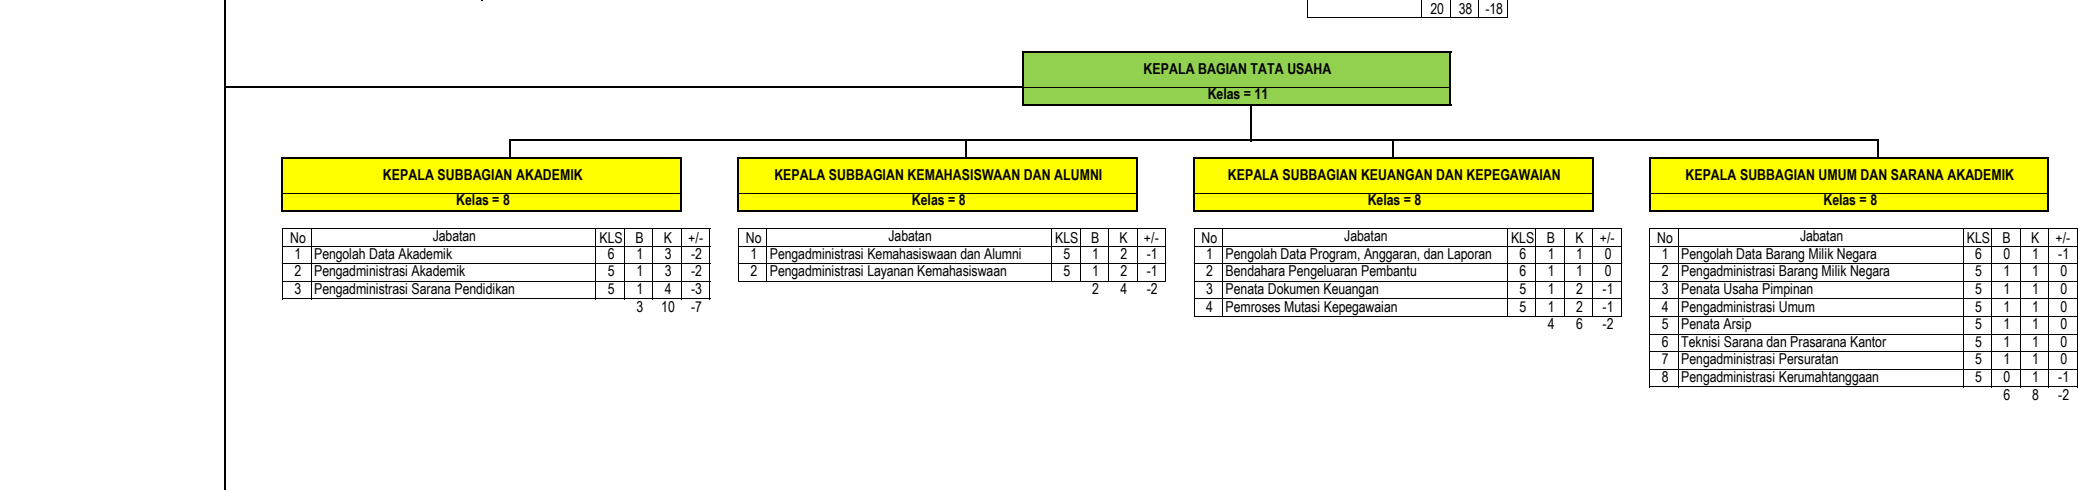 20 38 -18
KEPALA BAGIAN TATA USAHA
Kelas = 11
KEPALA SUBBAGIAN AKADEMIK
Kelas = 8
No Jabatan KLS B K +/-
1 Pengolah Data Akademik 6 1 3 -2
2 Pengadministrasi Akademik 5 1 3 -2
3 Pengadministrasi Sarana Pendidikan 5 1 4 -3
3 10 -7
KEPALA SUBBAGIAN KEMAHASISWAAN DAN ALUMNI
Kelas = 8
No Jabatan KLS B K +/-
1 Pengadministrasi Kemahasiswaan dan Alumni 5 1 2 -1
2 Pengadministrasi Layanan Kemahasiswaan 5 1 2 -1
2 4 -2
KEPALA SUBBAGIAN KEUANGAN DAN KEPEGAWAIAN
Kelas = 8
No Jabatan KLS B K +/-
1 Pengolah Data Program, Anggaran, dan Laporan 6 1 1 0
2 Bendahara Pengeluaran Pembantu 6 1 1 0
3 Penata Dokumen Keuangan 5 1 2 -1
4 Pemroses Mutasi Kepegawaian 5 1 2 -1
4 6 -2
KEPALA SUBBAGIAN UMUM DAN SARANA AKADEMIK
Kelas = 8
No Jabatan KLS B K +/-
1 Pengolah Data Barang Milik Negara 6 0 1 -1
2 Pengadministrasi Barang Milik Negara 5 1 1 0
3 Penata Usaha Pimpinan 5 1 1 0
4 Pengadministrasi Umum 5 1 1 0
5 Penata Arsip 5 1 1 0
6 Teknisi Sarana dan Prasarana Kantor 5 1 1 0
7 Pengadministrasi Persuratan 5 1 1 0
8 Pengadministrasi Kerumahtanggaan 5 0 1 -1
6 8 -2